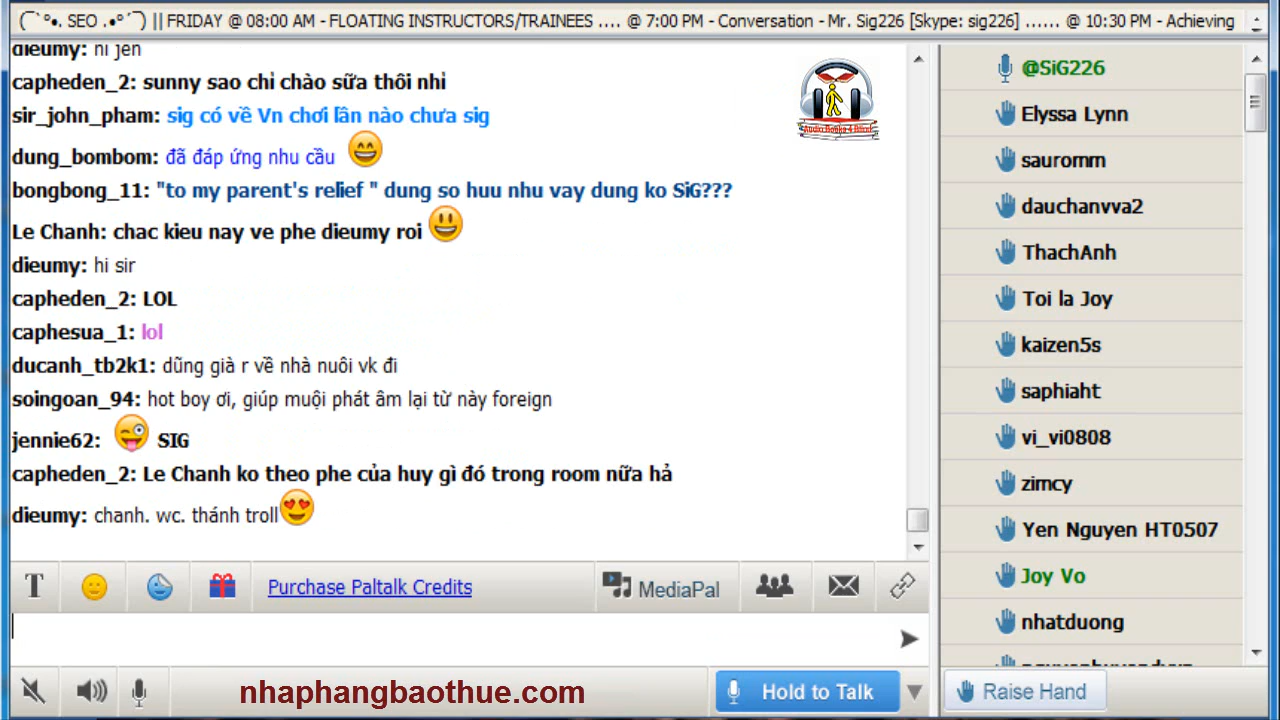 (¯`°•. SEO .•°´¯) || FRIDAY @ 08:00 AM - FLOATING INSTRUCTORS/TRAINEES .... @ 7:00 PM - Conversation - Mr. Sig226 [Skype: sig226] ...... @ 10:30 PM - Achieving
dieumy: ni jen
capheden_2: sunny sao chỉ chào sữa thôi nhỉ
sir_john_pham: sig có về Vn chơi lần nào chưa sig
dung_bombom: đã đáp ứng nhu cầu
bongbong_11: "to my parent's relief " dung so huu nhu vay dung ko SiG???
Le Chanh: chac kieu nay ve phe dieumy roi
dieumy: hi sir
capheden_2: LOL
caphesua_1: lol
ducanh_tb2k1: dũng già r về nhà nuôi vk đi
soingoan_94: hot boy ơi, giúp muội phát âm lại từ này foreign
jennie62: SIG
capheden_2: Le Chanh ko theo phe của huy gì đó trong room nữa hả
dieumy: chanh. wc. thánh troll
Audio Books 4 Blind
T
Purchase Paltalk Credits
MediaPal
nhaphangbaothue.com
Hold to Talk
@SiG226
Elyssa Lynn
sauromm
dauchanvva2
ThachAnh
Toi la Joy
kaizen5s
saphiaht
vi_vi0808
zimcy
Yen Nguyen HT0507
Joy Vo
nhatduong
Raise Hand